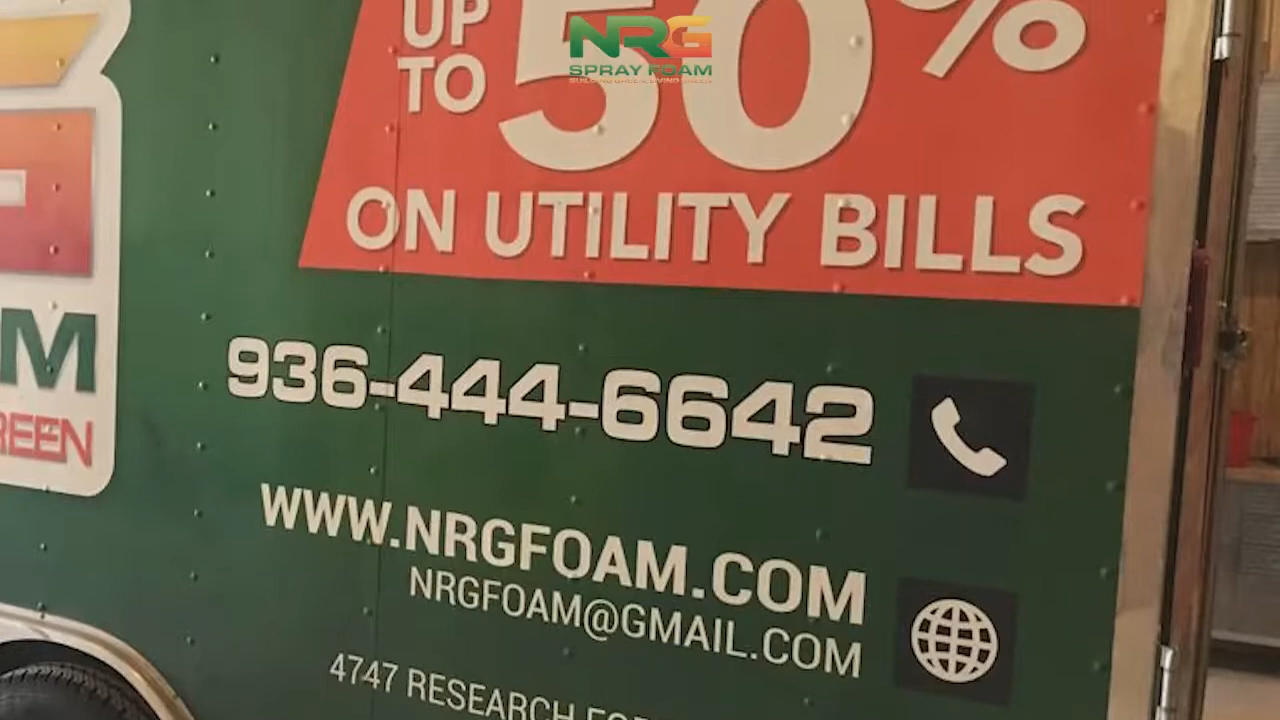 UP
TO
50%
ON UTILITY BILLS
NRG
SPRAY FOAM
M
REEN
936-444-6642
WWW.NRGFOAM.COM
NRGFOAM@GMAIL.COM
4747 RESEARCH